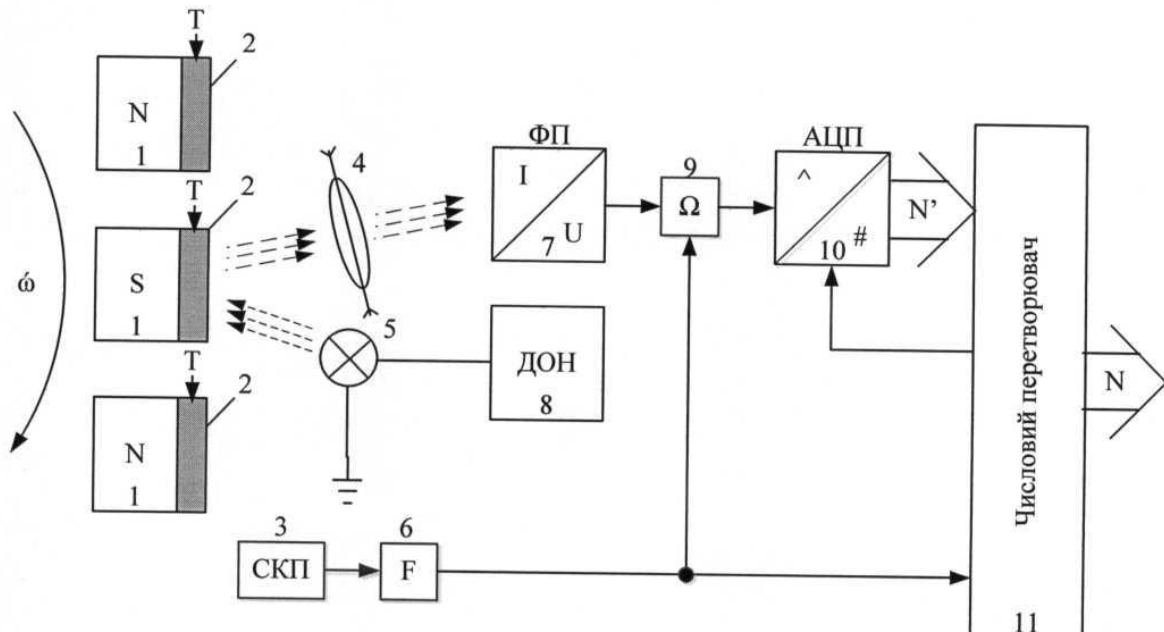 T
2
N
1
T
2
S
1
T
2
N
1
ώ
4
5
ФП
I
7 U
ДОН
8
9
Ω
АЦП
^
10 #
N’
Числовий перетворювач
11
N
3
СКП
6
F